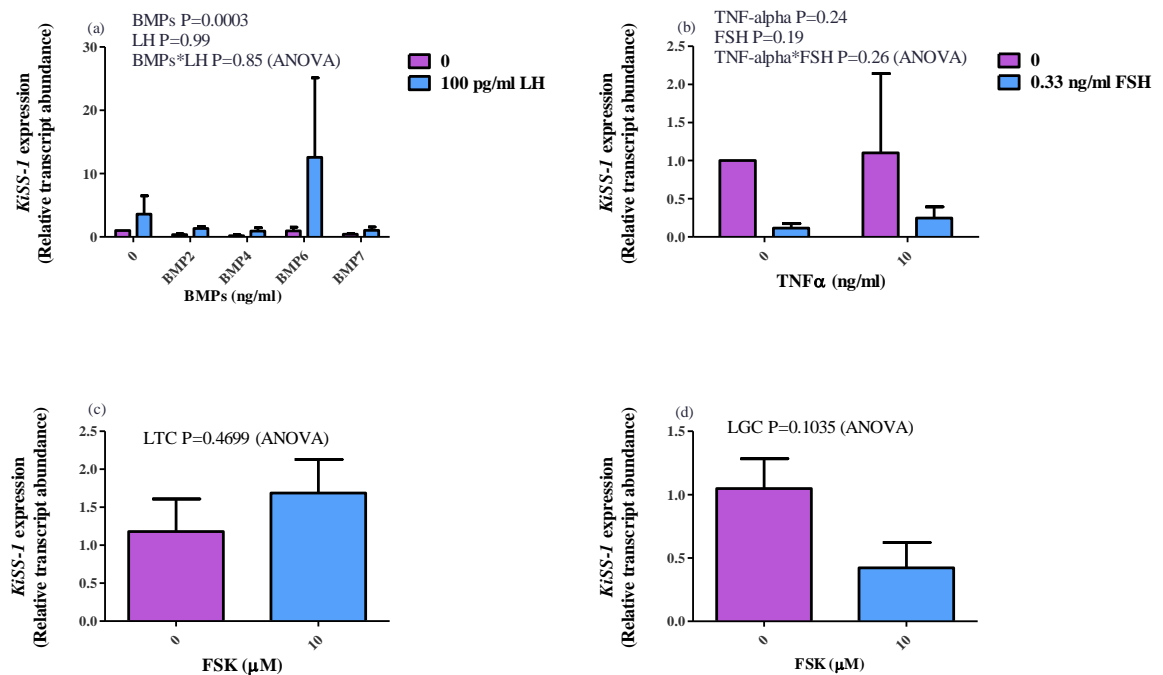 (a)
BMPs P=0.0003
LH P=0.99
BMPs*LH P=0.85 (ANOVA)
KiSS-1 expression
(Relative transcript abundance)
30
20
10
0
0
BMP2
BMP4
BMP6
BMP7
BMPs (ng/ml)
0
100 pg/ml LH
(b)
TNF-alpha P=0.24
FSH P=0.19
TNF-alpha*FSH P=0.26 (ANOVA)
KiSS-1 expression
(Relative transcript abundance)
2.5
2.0
1.5
1.0
0.5
0.0
0
10
TNFα (ng/ml)
0
0.33 ng/ml FSH
(c)
LTC P=0.4699 (ANOVA)
KiSS-1 expression
(Relative transcript abundance)
2.5
2.0
1.5
1.0
0.5
0.0
0
10
FSK (µM)
(d)
LGC P=0.1035 (ANOVA)
KiSS-1 expression
(Relative transcript abundance)
1.5
1.0
0.5
0.0
0
10
FSK (µM)